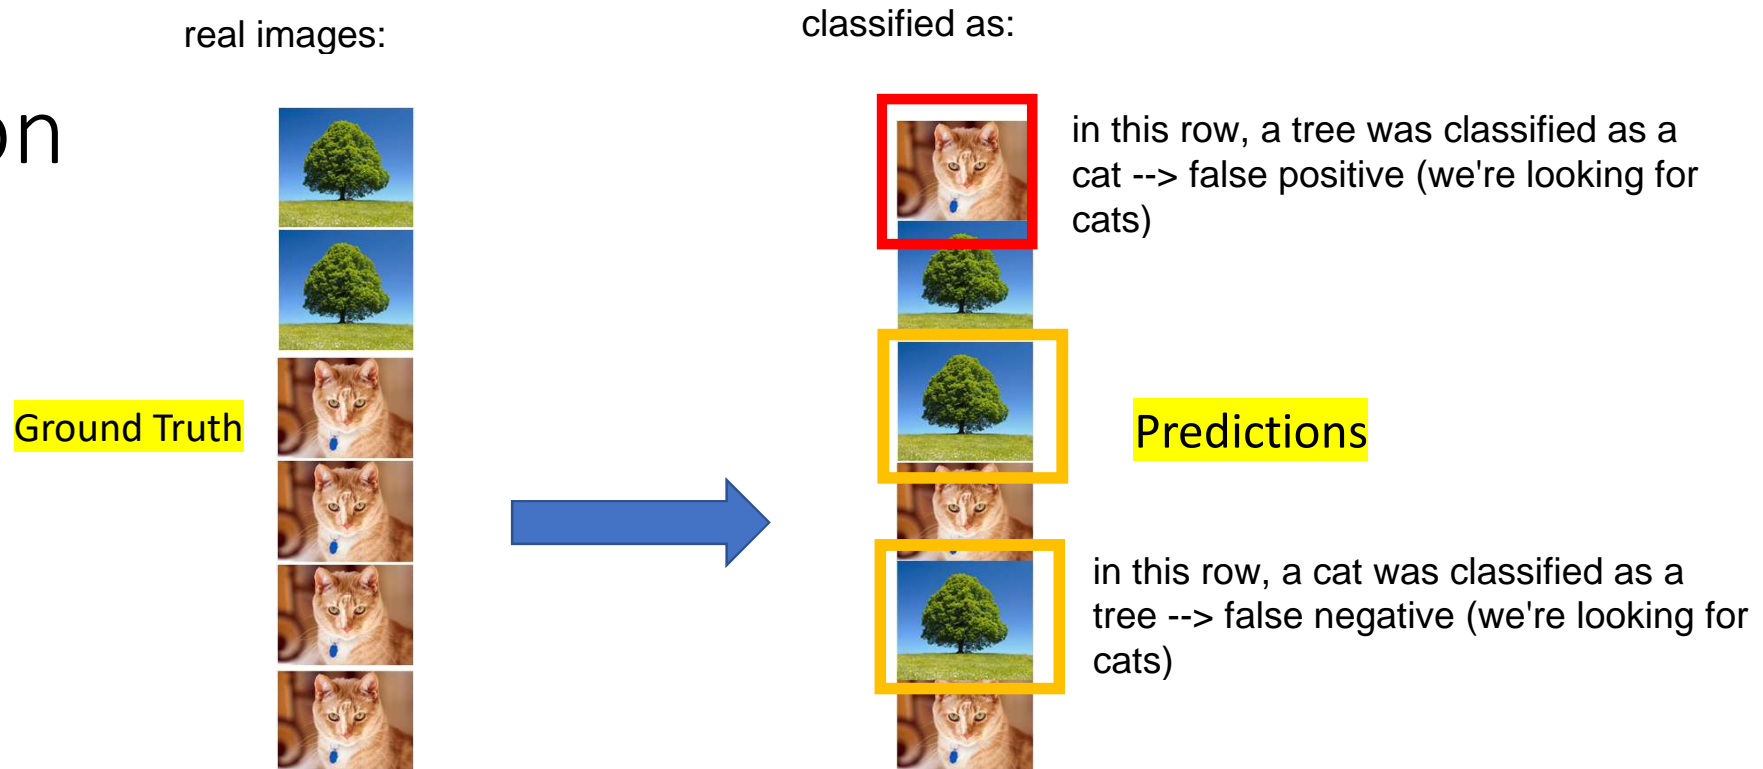 real images:
classified as:
on
in this row, a tree was classified as a
cat --> false positive (we're looking for
cats)
Ground Truth
Predictions
in this row, a cat was classified as a
tree --> false negative (we're looking for
cats)